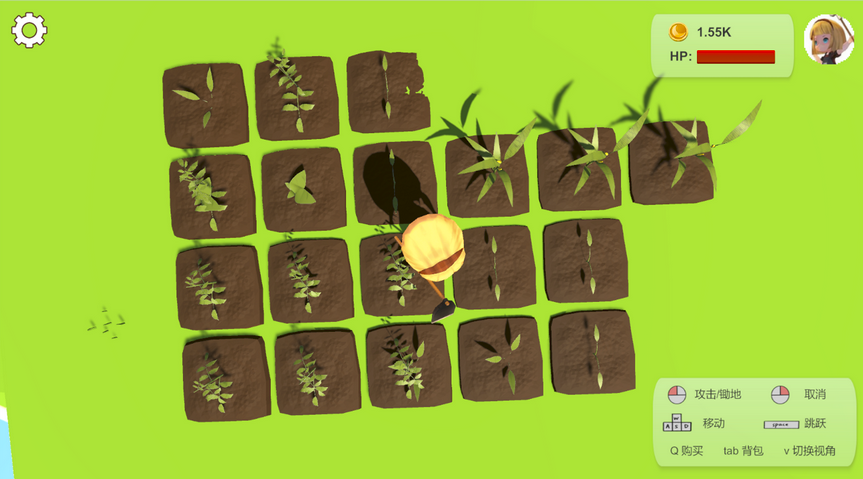 1.55K
HP:
攻击/锄地 取消
W
A S D 移动 space 跳跃
Q 购买 tab 背包 v 切换视角